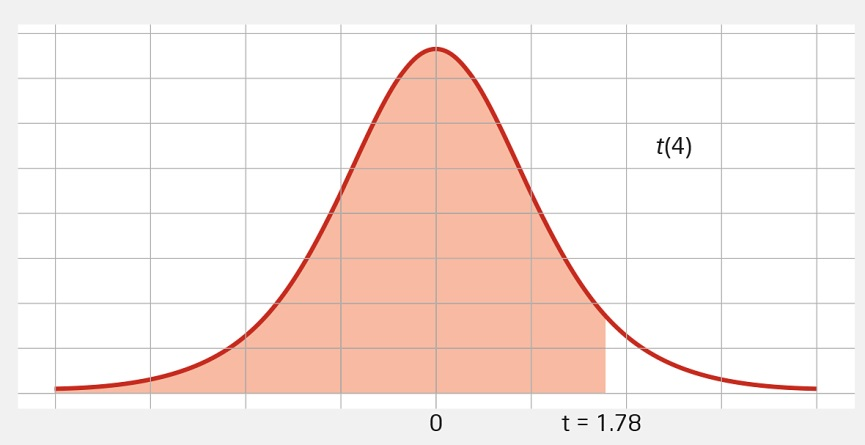 t(4)
0
t = 1.78